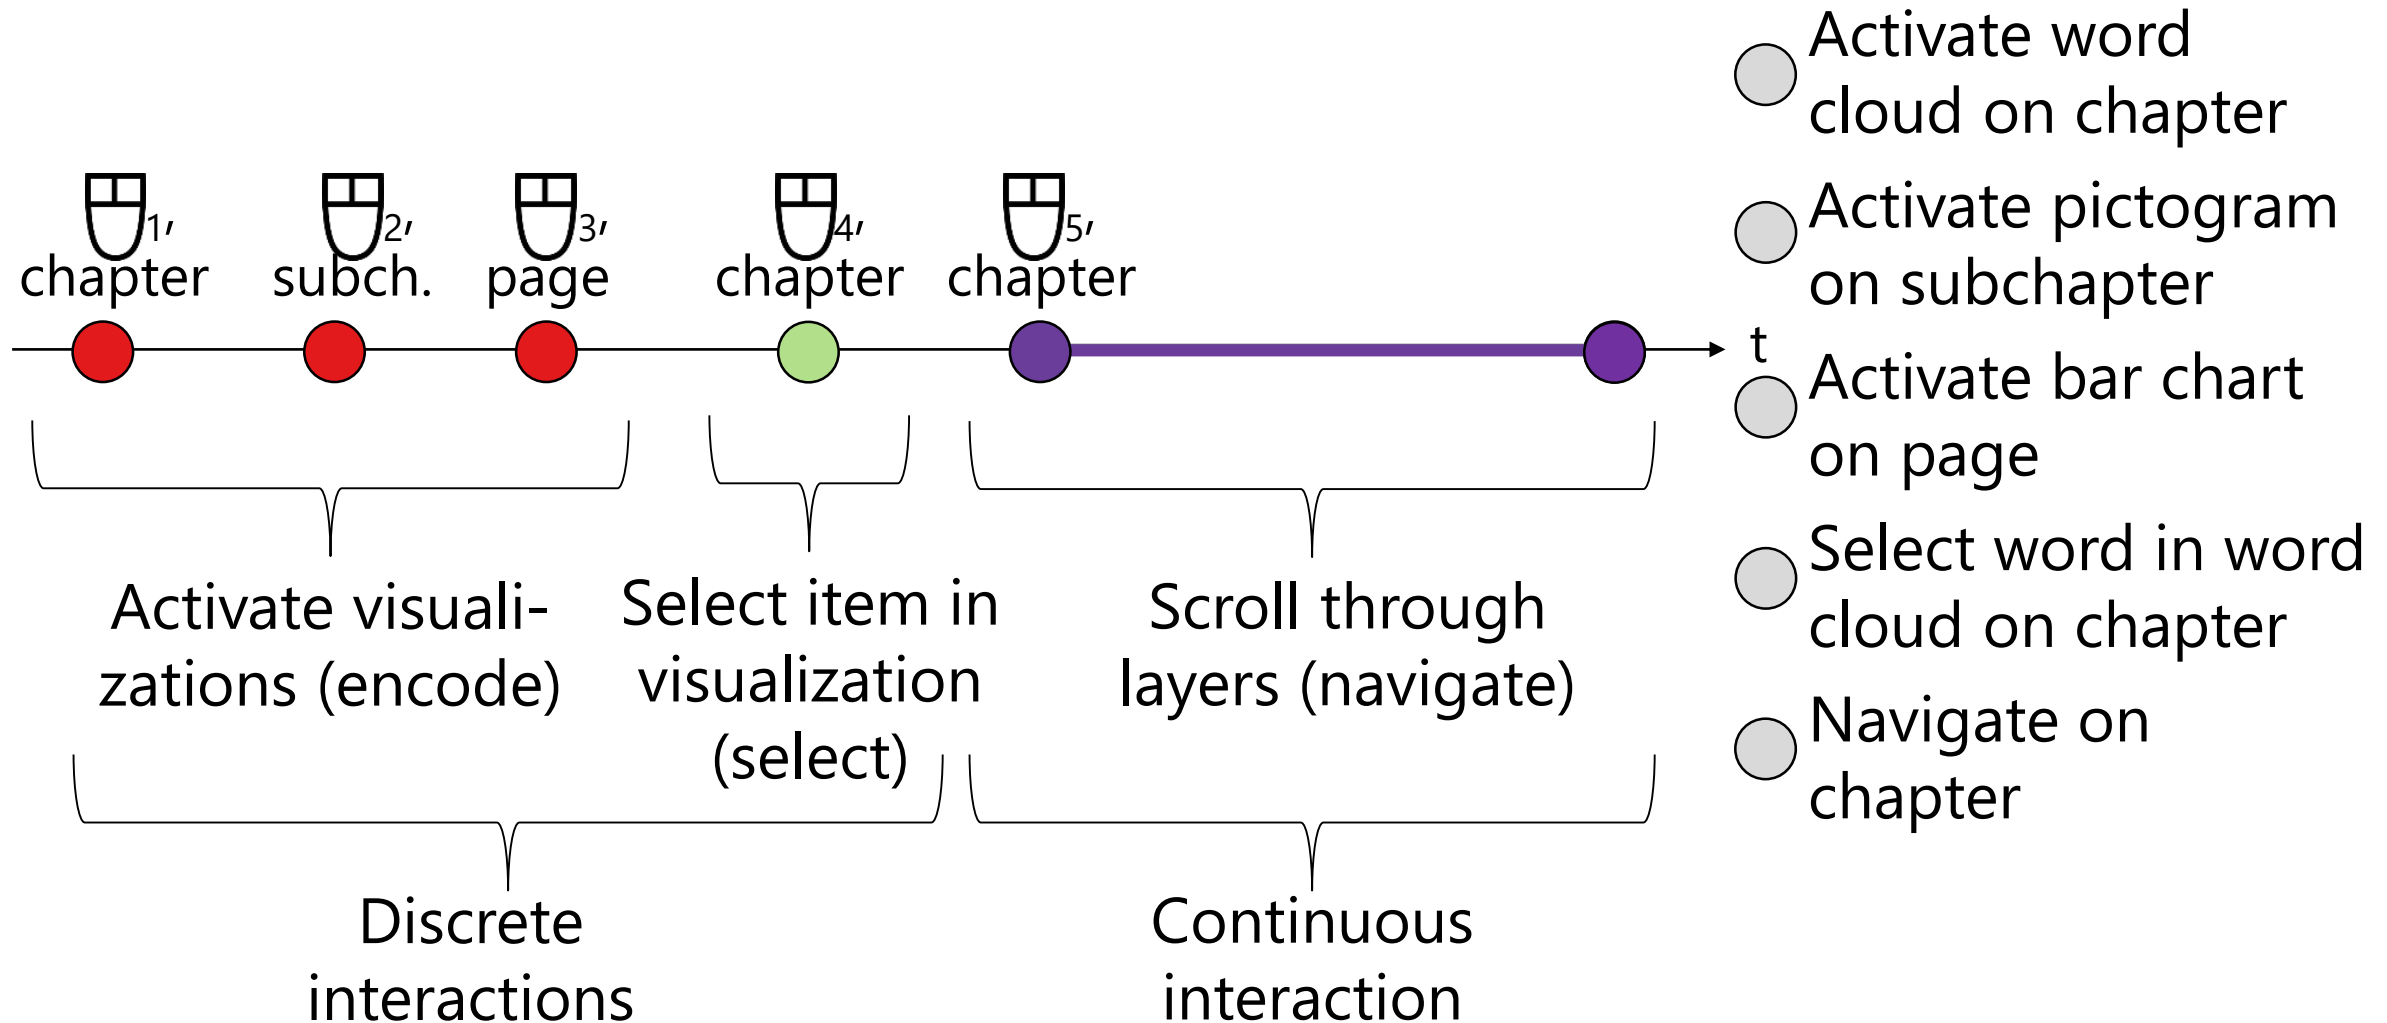 1, 2, 3, 4, 5,
chapter subch. page chapter chapter
t
Activate visuali-
zations (encode)
Select item in
visualization
(select)
Scroll through
layers (navigate)
Discrete
interactions
Continuous
interaction
Activate word
cloud on chapter
Activate pictogram
on subchapter
Activate bar chart
on page
Select word in word
cloud on chapter
Navigate on
chapter